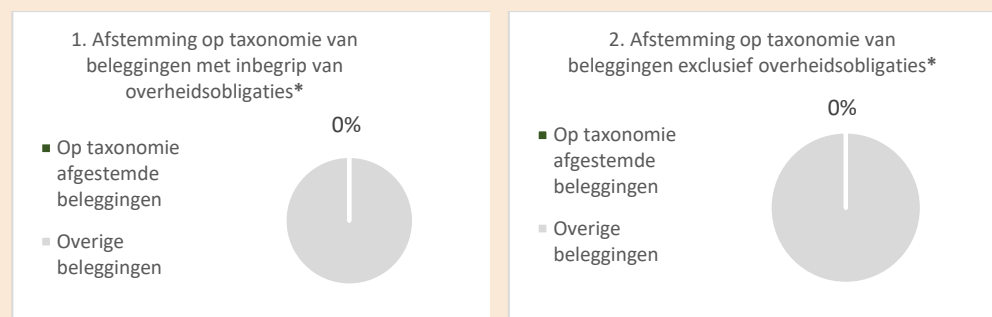 1. Afstemming op taxonomie van
beleggingen met inbegrip van
overheidsobligaties*
0%
Op taxonomie
afgestemde
beleggingen
Overige
beleggingen
2. Afstemming op taxonomie van
beleggingen exclusief overheidsobligaties*
0%
Op taxonomie
afgestemde
beleggingen
Overige
beleggingen